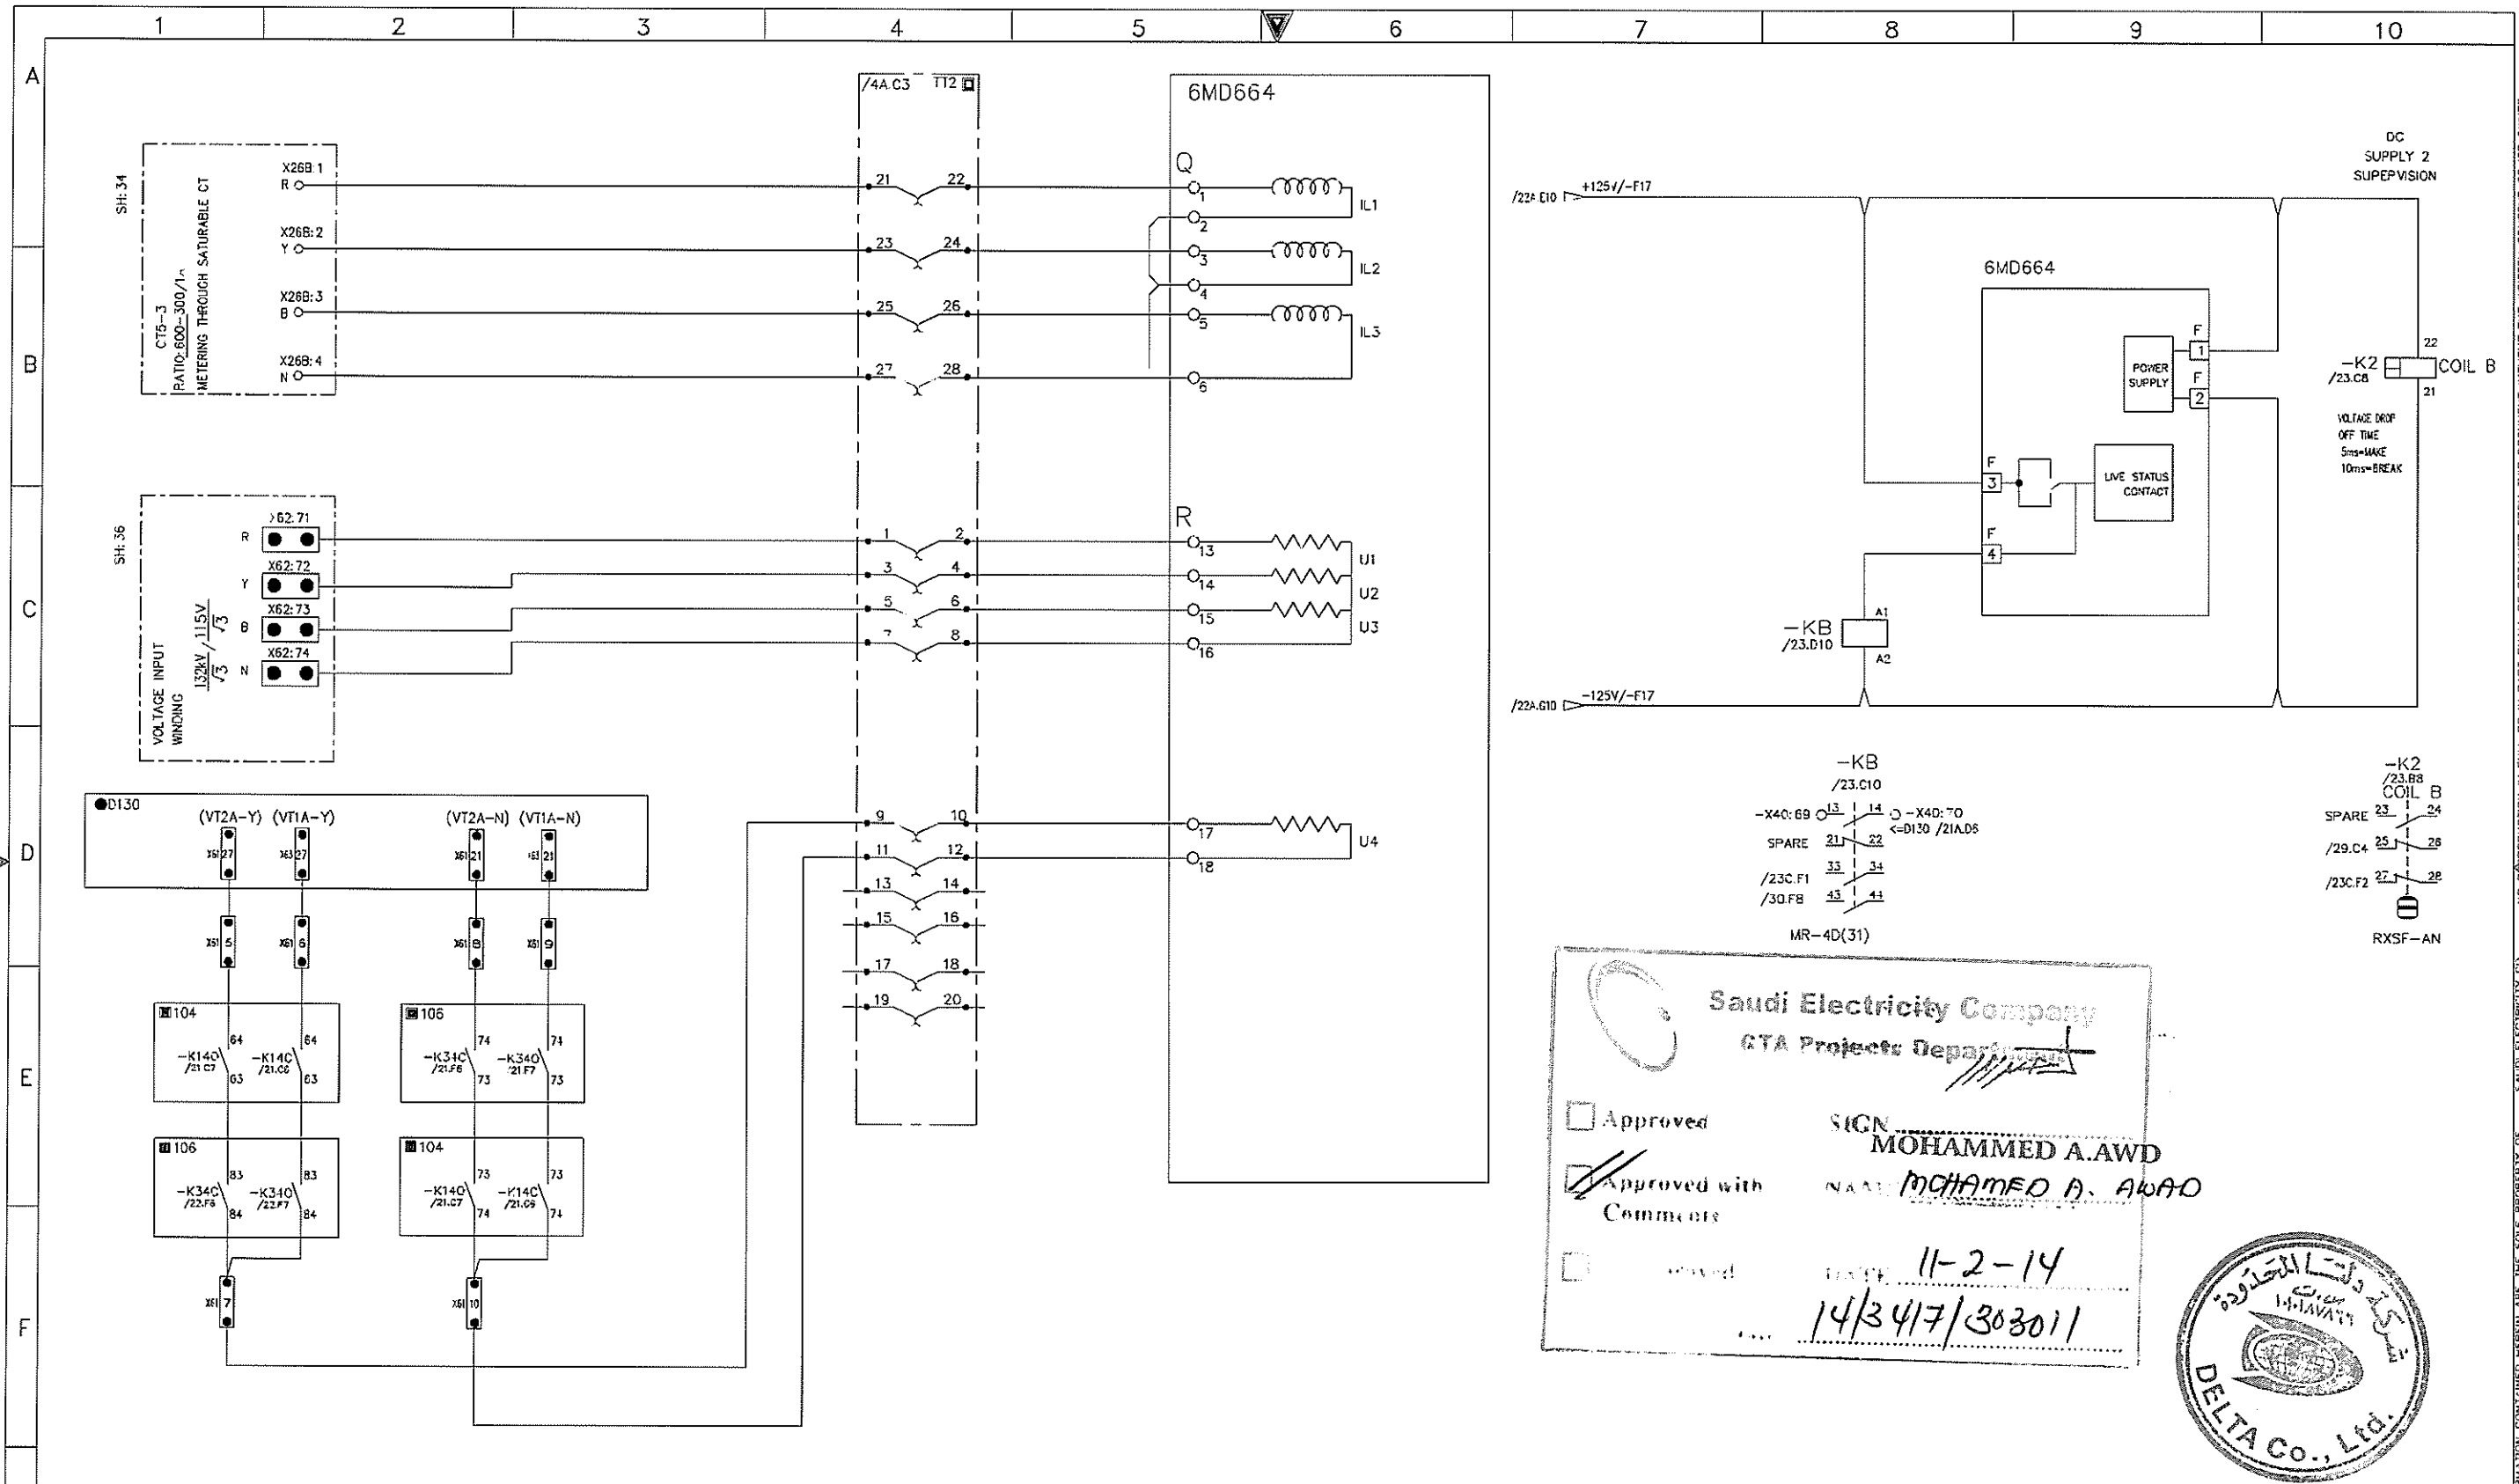 1 2 3 4 5 6 7 8 9 10
A
B
C
D
E
F
SH:34
CT5-3
RATIO:600-300/1A
METERING THROUGH SATURABLE CT
X26B:1
R
X26B:2
Y
X26B:3
B
X26B:4
N
/4A.C3 TT2
21 22
23 24
25 26
27 28
6MD664
Q
1
2
3
4
5
6
IL1
IL2
IL3
SH:36
VOLTAGE INPUT
WINDING
132kV/√3 / 115V/√3
R X62:71
Y X62:72
B X62:73
N X62:74
1 2
3 4
5 6
7 8
R
13
14
15
16
U1
U2
U3
D130
(VT2A-Y) (VT1A-Y) (VT2A-N) (VT1A-N)
X61 27
X63 27
X61 21
X63 21
X61 5
X61 6
X61 8
X61 9
9 10
11 12
13 14
15 16
17 18
19 20
17
18
U4
104
64 64
-K14O -K14C
/21.C7 /21.C6
63 63
106
74 74
-K34C -K34O
/21.F6 /21.F7
73 73
106
83 83
-K34C -K34O
/22.F6 /22.F7
84 84
104
73 73
-K14O -K14C
/21.C7
74 74
X61 7
X61 10
/22A.E10 +125V/-F17
DC
SUPPLY 2
SUPERVISION
6MD664
POWER
SUPPLY
F
1
F
2
F
3
F
4
LIVE STATUS
CONTACT
-K2
/23.C8
22
21
COIL B
VOLTAGE DROP
OFF TIME
5ms=MAKE
10ms=BREAK
-KB
/23.D10
A1
A2
/22A.G10 -125V/-F17
-KB
/23.C10
-X40:69 13 14 -X40:70
<=D130 /21A.D6
SPARE 21 22
/23C.F1 33 34
/30.F8 43 44
MR-4D(31)
-K2
/23.B8
COIL B
SPARE 23 24
/29.C4 25 26
/23C.F2 27 28
RXSF-AN
Saudi Electricity Company
GTA Projects Department
Approved SIGN
MOHAMMED A.AWD
Approved with
Comments
MOHAMED A. AWAD
DATE 11-2-14
14/3417/303011
شركة دلتا المحدودة
DELTA Co., Ltd.